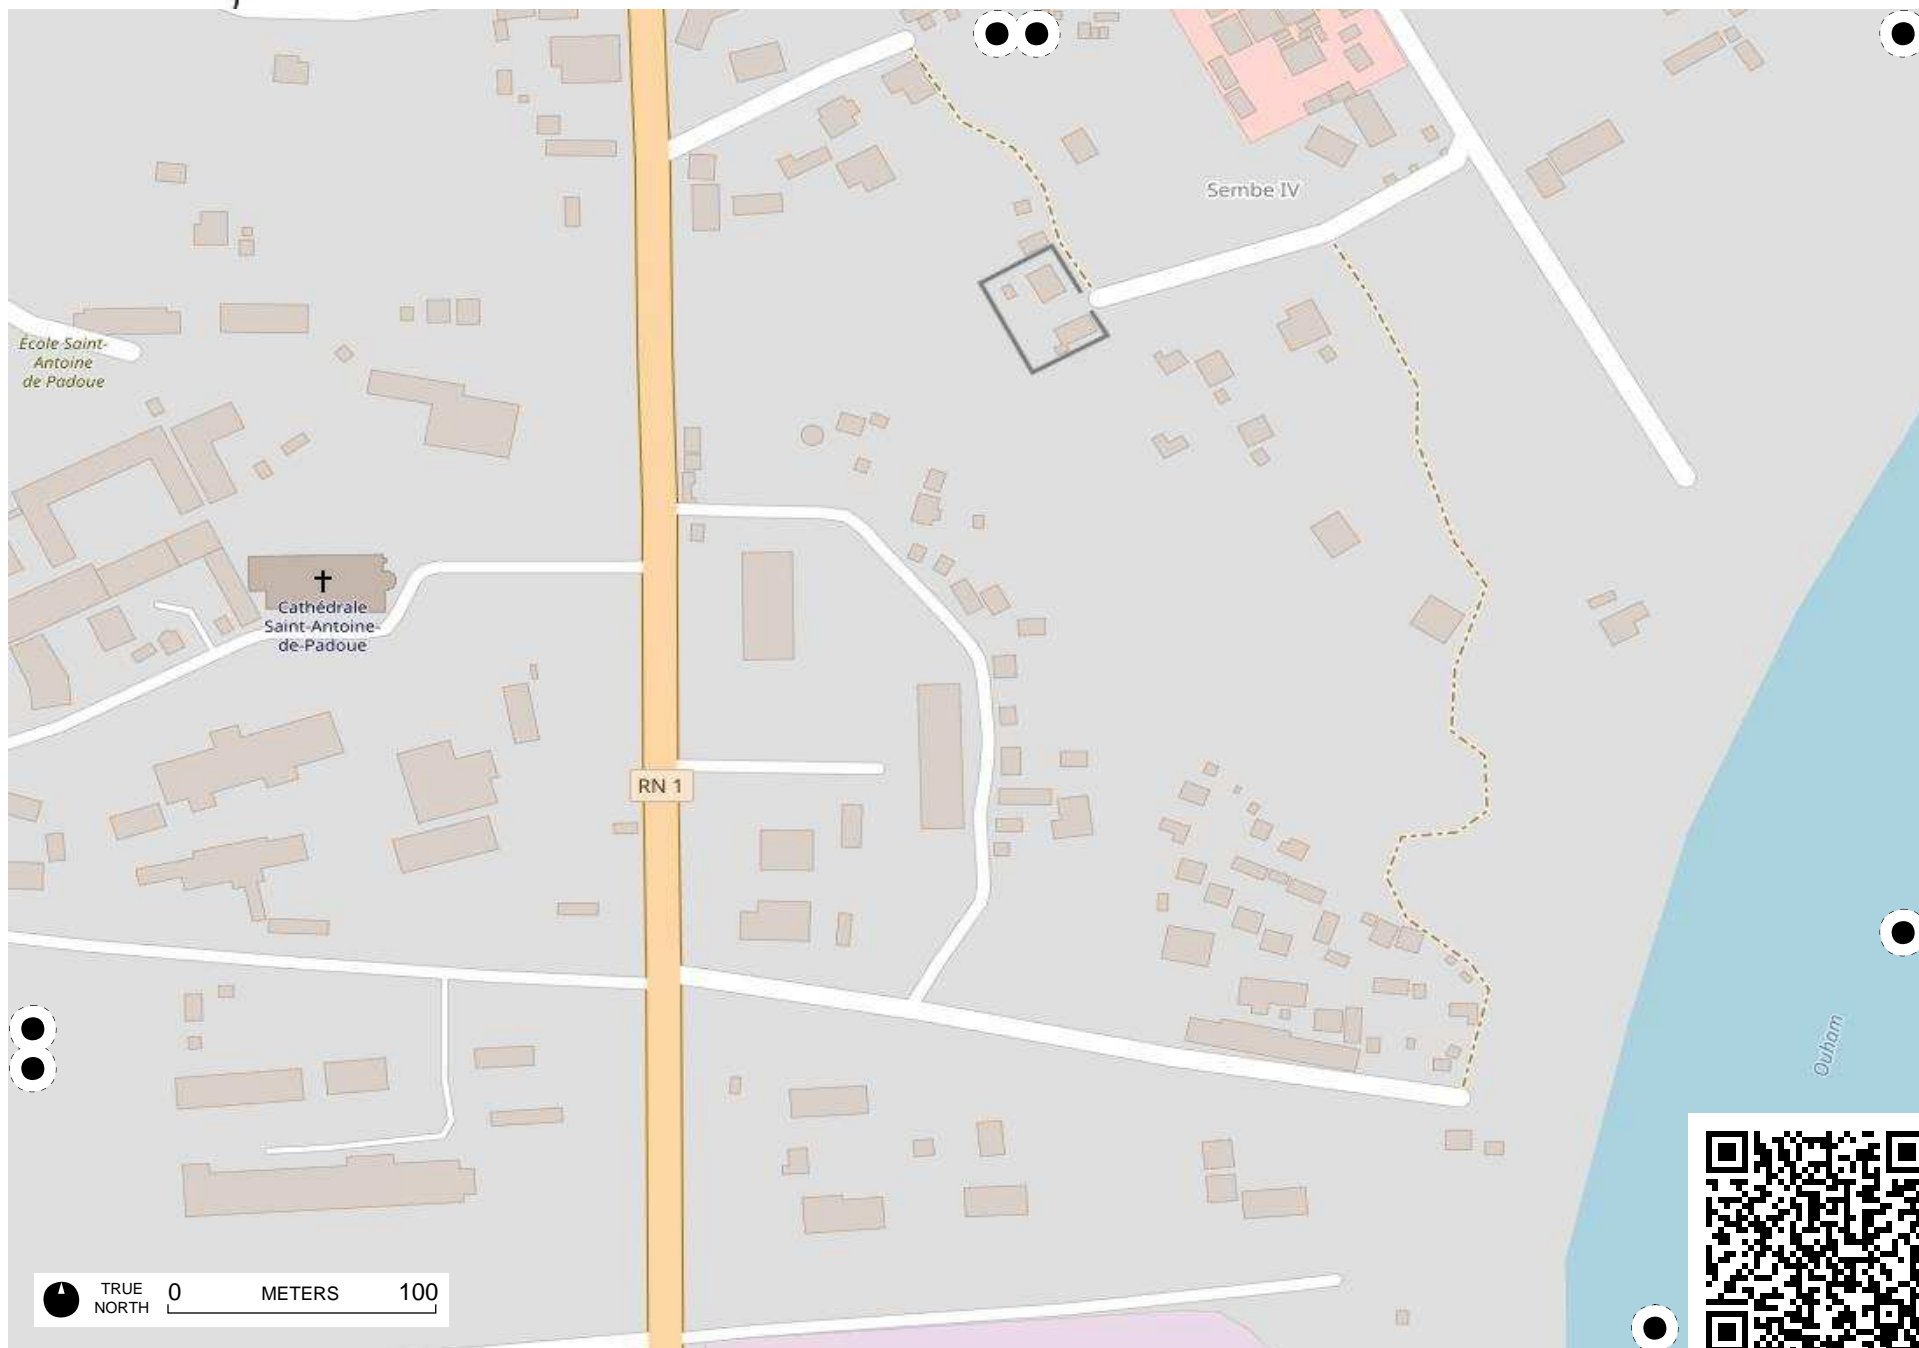 Sembe IV
École Saint-
Antoine
de Padoue
Cathédrale
Saint-Antoine-
de-Padoue
RN 1
Ouham
TRUE
NORTH
0 METERS 100